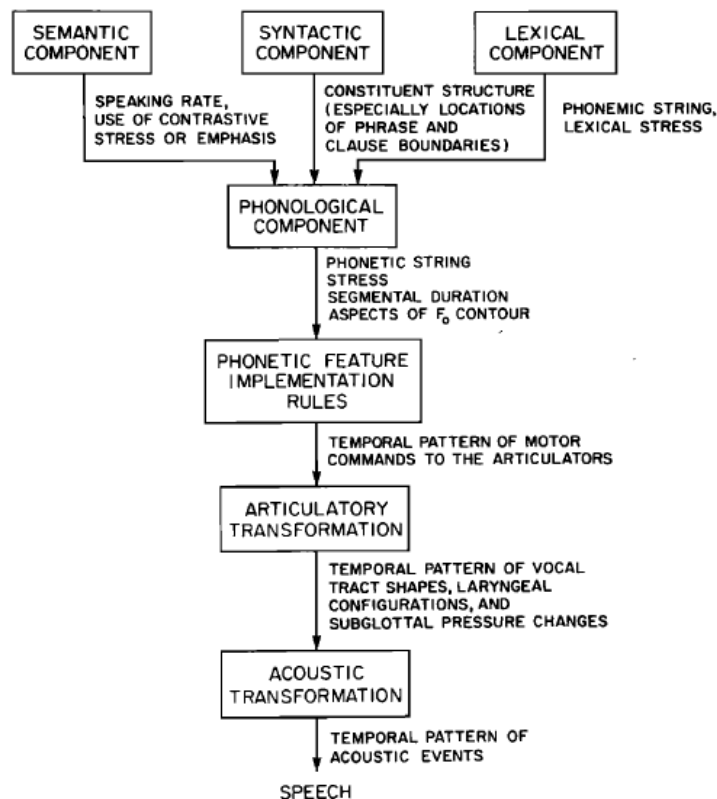 SEMANTIC
COMPONENT
SYNTACTIC
COMPONENT
LEXICAL
COMPONENT
SPEAKING RATE,
USE OF CONTRASTIVE
STRESS OR EMPHASIS
CONSTITUENT STRUCTURE
(ESPECIALLY LOCATIONS
OF PHRASE AND
CLAUSE BOUNDARIES)
PHONEMIC STRING,
LEXICAL STRESS
PHONOLOGICAL
COMPONENT
PHONETIC STRING
STRESS
SEGMENTAL DURATION
ASPECTS OF F₀ CONTOUR
PHONETIC FEATURE
IMPLEMENTATION
RULES
TEMPORAL PATTERN OF MOTOR
COMMANDS TO THE ARTICULATORS
ARTICULATORY
TRANSFORMATION
TEMPORAL PATTERN OF VOCAL
TRACT SHAPES, LARYNGEAL
CONFIGURATIONS, AND
SUBGLOTTAL PRESSURE CHANGES
ACOUSTIC
TRANSFORMATION
TEMPORAL PATTERN OF
ACOUSTIC EVENTS
SPEECH